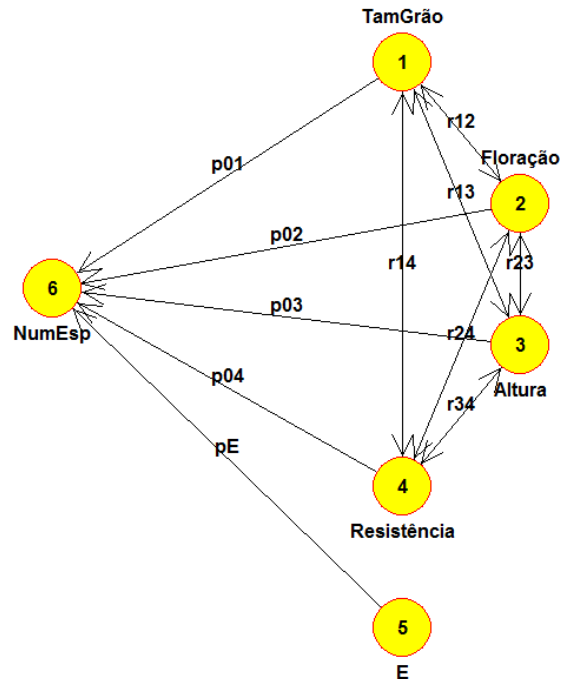 TamGrão
1
r12
Floração
p01
r13
2
p02
r14
r23
6
NumEsp
p03
r24
3
Altura
p04
r34
pE
4
Resistência
5
E